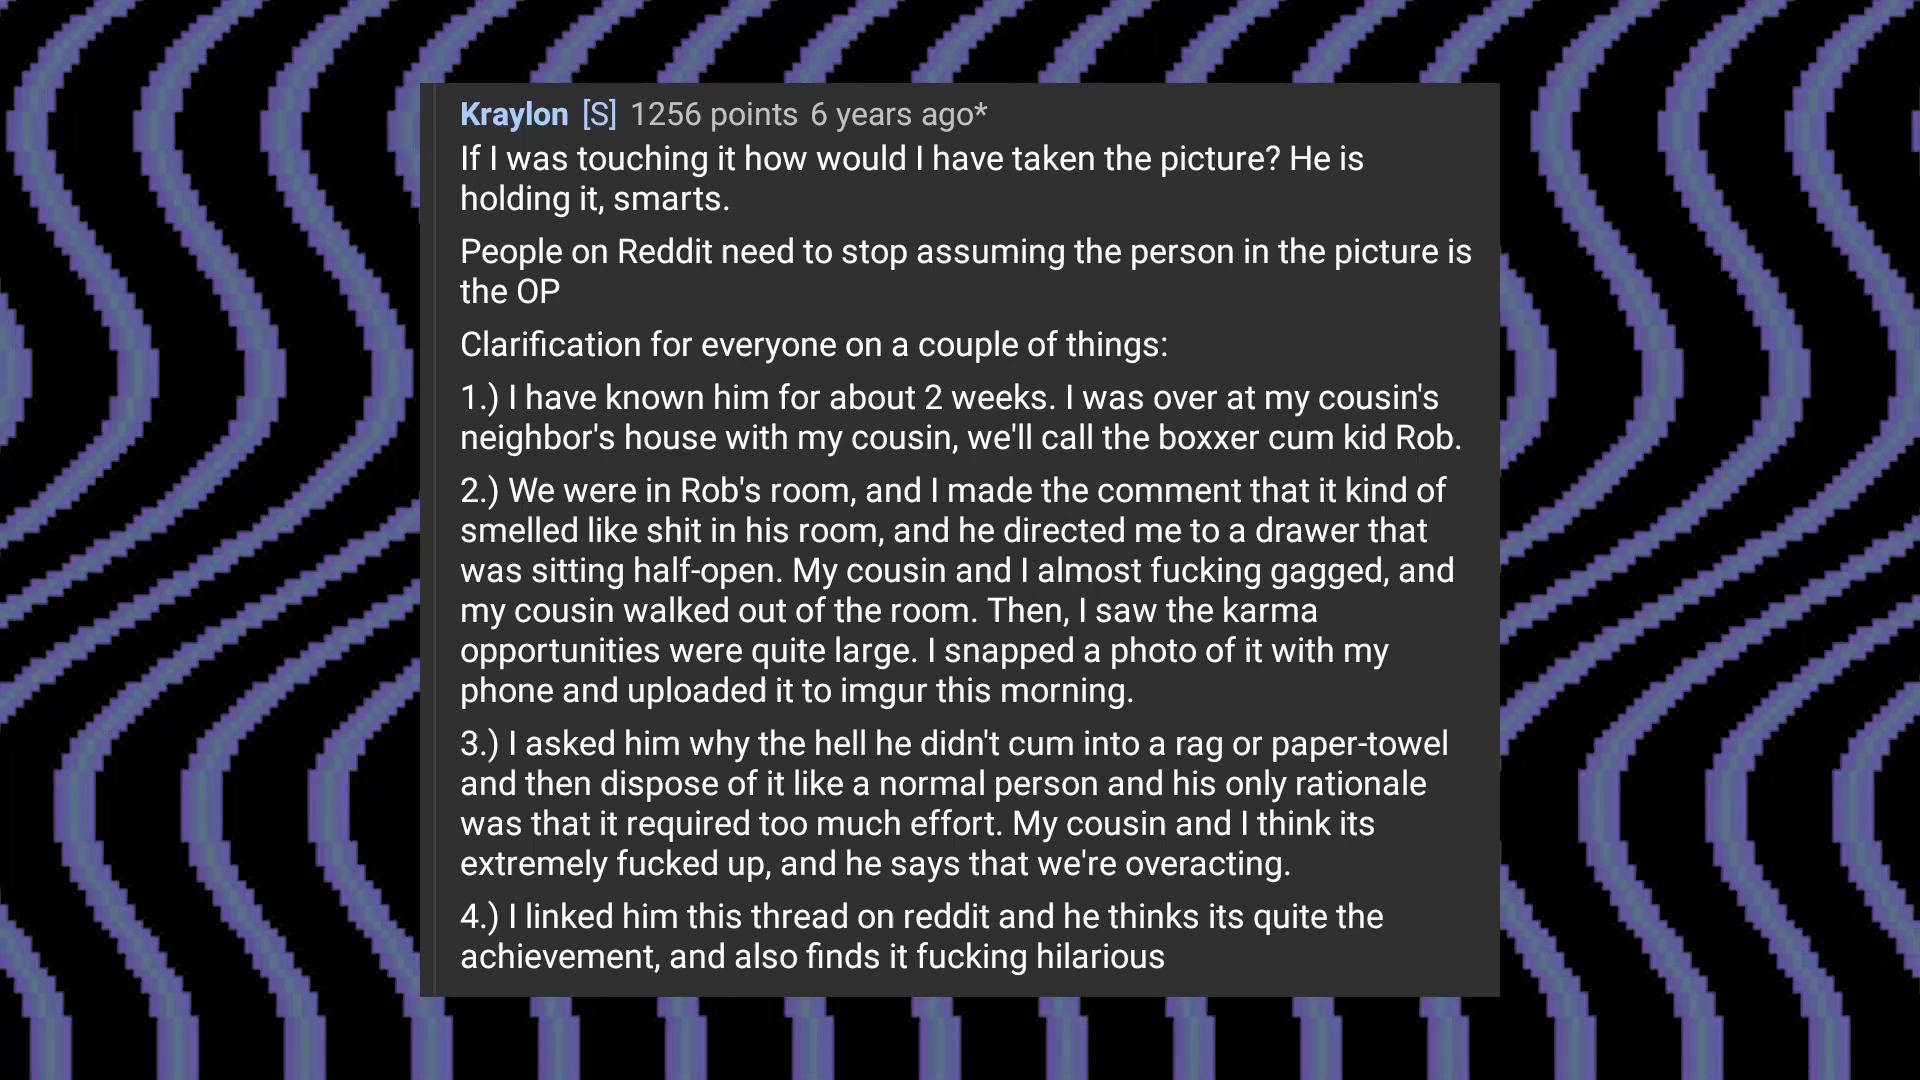 Kraylon [S] 1256 points 6 years ago*
If I was touching it how would I have taken the picture? He is
holding it, smarts.
People on Reddit need to stop assuming the person in the picture is
the OP
Clarification for everyone on a couple of things:
1.) I have known him for about 2 weeks. I was over at my cousin's
neighbor's house with my cousin, we'll call the boxxer cum kid Rob.
2.) We were in Rob's room, and I made the comment that it kind of
smelled like shit in his room, and he directed me to a drawer that
was sitting half-open. My cousin and I almost fucking gagged, and
my cousin walked out of the room. Then, I saw the karma
opportunities were quite large. I snapped a photo of it with my
phone and uploaded it to imgur this morning.
3.) I asked him why the hell he didn't cum into a rag or paper-towel
and then dispose of it like a normal person and his only rationale
was that it required too much effort. My cousin and I think its
extremely fucked up, and he says that we're overacting.
4.) I linked him this thread on reddit and he thinks its quite the
achievement, and also finds it fucking hilarious